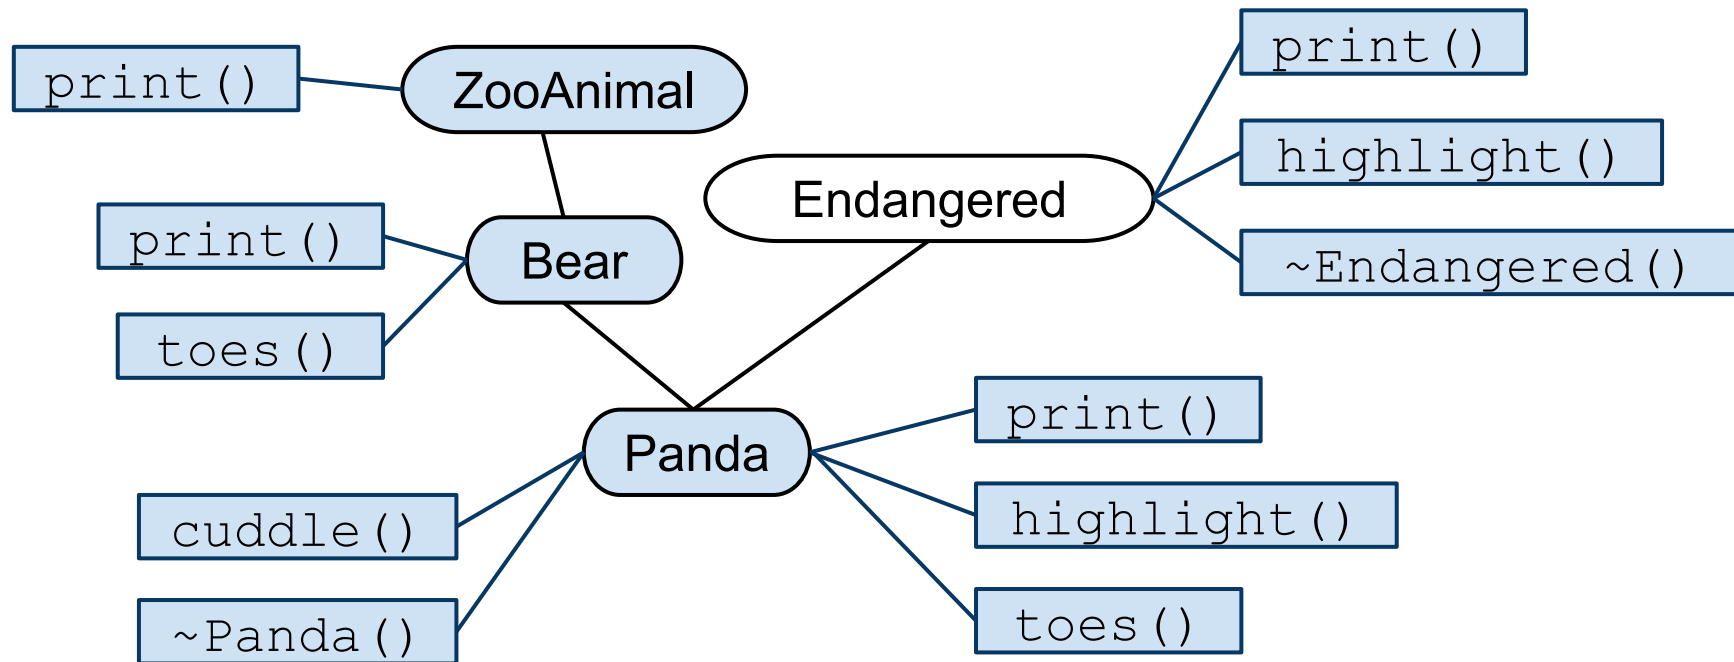 print()
ZooAnimal
print()
highlight()
Endangered
~Endangered()
print()
Bear
toes()
Panda
print()
cuddle()
highlight()
~Panda()
toes()